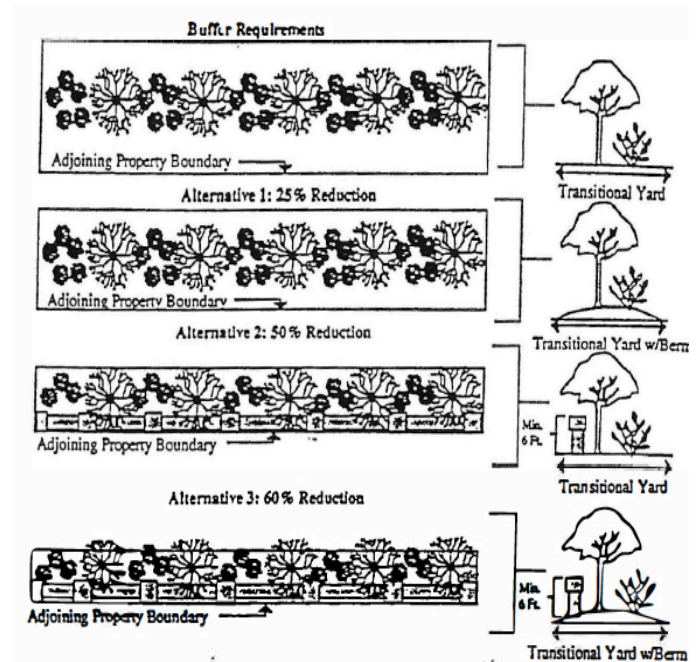 Buffer Requirements
Adjoining Property Boundary
Transitional Yard
Alternative 1: 25% Reduction
Adjoining Property Boundary
Transitional Yard w/Berm
Alternative 2: 50% Reduction
Min.
6 Ft.
Adjoining Property Boundary
Transitional Yard
Alternative 3: 60% Reduction
Min.
6 Ft.
Adjoining Property Boundary
Transitional Yard w/Berm